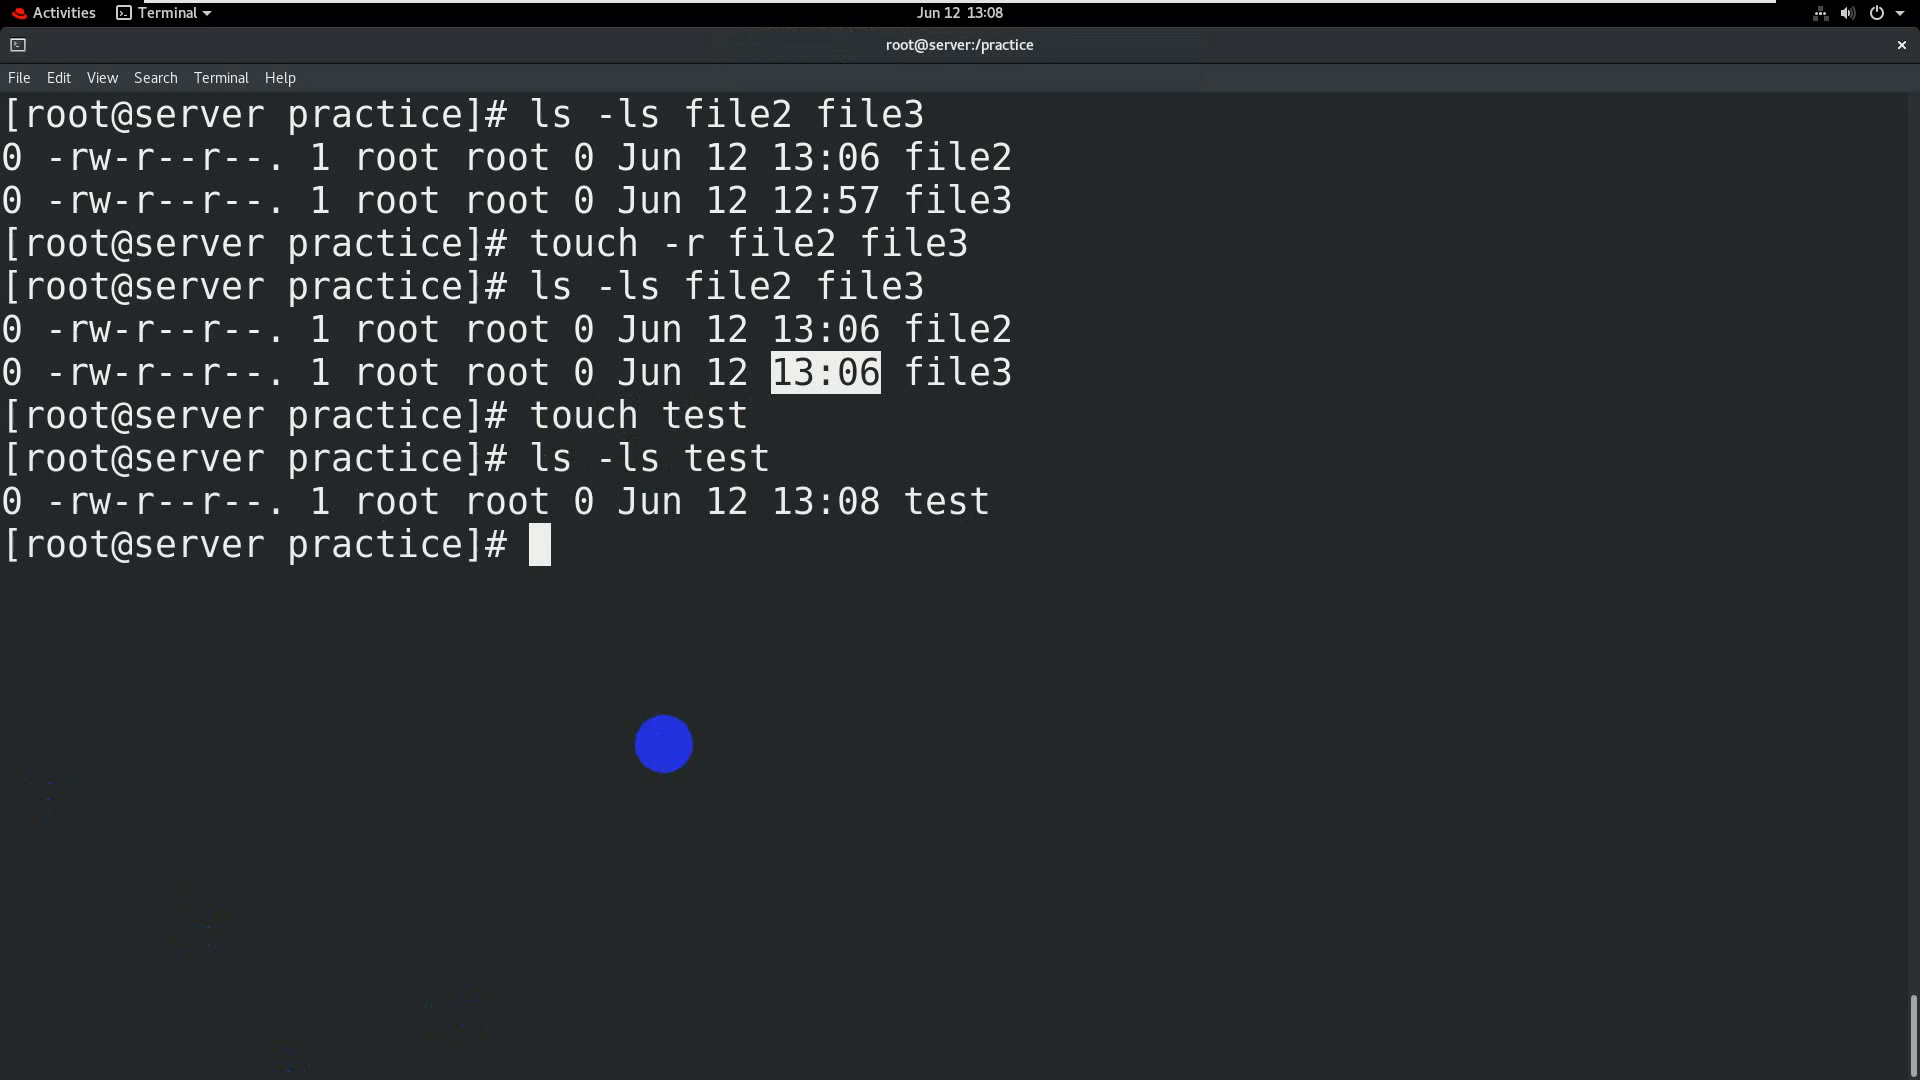 Activities Terminal Jun 12 13:08
root@server:/practice
File Edit View Search Terminal Help
[root@server practice]# ls -ls file2 file3
0 -rw-r--r--. 1 root root 0 Jun 12 13:06 file2
0 -rw-r--r--. 1 root root 0 Jun 12 12:57 file3
[root@server practice]# touch -r file2 file3
[root@server practice]# ls -ls file2 file3
0 -rw-r--r--. 1 root root 0 Jun 12 13:06 file2
0 -rw-r--r--. 1 root root 0 Jun 12 13:06 file3
[root@server practice]# touch test
[root@server practice]# ls -ls test
0 -rw-r--r--. 1 root root 0 Jun 12 13:08 test
[root@server practice]#